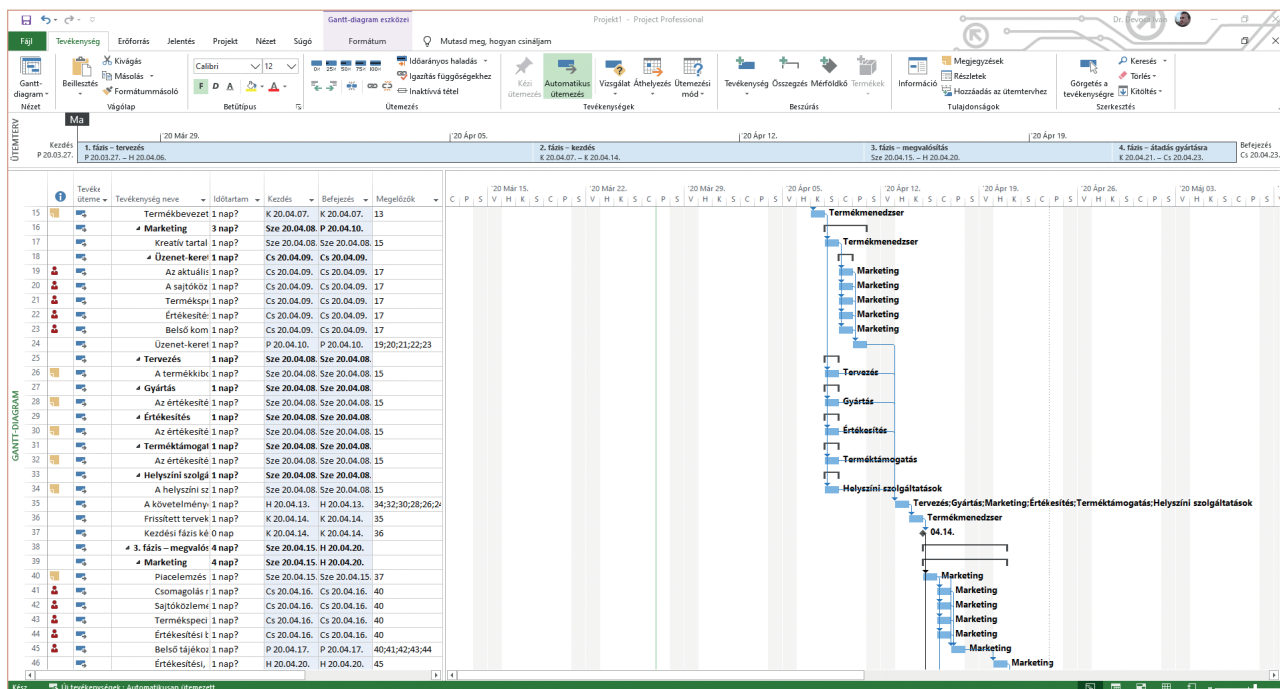 Gantt-diagram eszközei
Projekt1 - Project Professional
Fájl Tevékenység Erőforrás Jelentés Projekt Nézet Súgó Formátum Mutasd meg, hogyan csináljam
Gantt-diagram
Nézet
Beillesztés
Kivágás
Másolás
Formátummásoló
Vágólap
Calibri 12
F D A
Betűtípus
0% 25% 50% 75% 100%
Időarányos haladás
Igazítás függőségekhez
Inaktívvá tétel
Ütemezés
Kézi ütemezés
Automatikus ütemezés
Vizsgálat Áthelyezés Ütemezési mód
Tevékenységek
Tevékenység Összegzés Mérföldkő Termékek
Beszúrás
Információ
Megjegyzések
Részletek
Hozzáadás az ütemtervhez
Tulajdonságok
Görgetés a tevékenységre
Keresés
Törlés
Kitöltés
Szerkesztés
ÜTEMTERV
Ma
'20 Már 29. '20 Ápr 05. '20 Ápr 12. '20 Ápr 19.
Kezdés
P 20.03.27.
1. fázis – tervezés
P 20.03.27. – H 20.04.06.
2. fázis – kezdés
K 20.04.07. – K 20.04.14.
3. fázis – megvalósítás
Sze 20.04.15. – H 20.04.20.
4. fázis – átadás gyártásra
K 20.04.21. – Cs 20.04.23.
Befejezés
Cs 20.04.23.
GANTT-DIAGRAM
Tevéke
üteme Tevékenység neve Időtartam Kezdés Befejezés Megelőzők
'20 Már 15. '20 Már 22. '20 Már 29. '20 Ápr 05. '20 Ápr 12. '20 Ápr 19. '20 Ápr 26. '20 Máj 03.
C P S V H K S C P S V H K S C P S V H K S C P S V H K S C P S V H K S C P S V H K S C P S V H K S C P S V H K S C P S
15 Termékbevezet 1 nap? K 20.04.07. K 20.04.07. 13 Termékmenedzser
16 Marketing 3 nap? Sze 20.04.08. P 20.04.10.
17 Kreatív tartal 1 nap? Sze 20.04.08. Sze 20.04.08. 15 Termékmenedzser
18 Üzenet-keret 1 nap? Cs 20.04.09. Cs 20.04.09.
19 Az aktuális 1 nap? Cs 20.04.09. Cs 20.04.09. 17 Marketing
20 A sajtóköz 1 nap? Cs 20.04.09. Cs 20.04.09. 17 Marketing
21 Termékspe 1 nap? Cs 20.04.09. Cs 20.04.09. 17 Marketing
22 Értékesítés 1 nap? Cs 20.04.09. Cs 20.04.09. 17 Marketing
23 Belső kom 1 nap? Cs 20.04.09. Cs 20.04.09. 17 Marketing
24 Üzenet-keret 1 nap? P 20.04.10. P 20.04.10. 19;20;21;22;23
25 Tervezés 1 nap? Sze 20.04.08. Sze 20.04.08.
26 A termékkibo 1 nap? Sze 20.04.08. Sze 20.04.08. 15 Tervezés
27 Gyártás 1 nap? Sze 20.04.08. Sze 20.04.08.
28 Az értékesíté 1 nap? Sze 20.04.08. Sze 20.04.08. 15 Gyártás
29 Értékesítés 1 nap? Sze 20.04.08. Sze 20.04.08.
30 Az értékesíté 1 nap? Sze 20.04.08. Sze 20.04.08. 15 Értékesítés
31 Terméktámogat 1 nap? Sze 20.04.08. Sze 20.04.08.
32 Az értékesíté 1 nap? Sze 20.04.08. Sze 20.04.08. 15 Terméktámogatás
33 Helyszíni szolgá 1 nap? Sze 20.04.08. Sze 20.04.08.
34 A helyszíni sz 1 nap? Sze 20.04.08. Sze 20.04.08. 15 Helyszíni szolgáltatások
35 A követelmény 1 nap? H 20.04.13. H 20.04.13. 34;32;30;28;26;24 Tervezés;Gyártás;Marketing;Értékesítés;Terméktámogatás;Helyszíni szolgáltatások
36 Frissített tervek 1 nap? K 20.04.14. K 20.04.14. 35 Termékmenedzser
37 Kezdési fázis ké 0 nap K 20.04.14. K 20.04.14. 36 04.14.
38 3. fázis – megvalós 4 nap? Sze 20.04.15. H 20.04.20.
39 Marketing 4 nap? Sze 20.04.15. H 20.04.20.
40 Piacelemzés 1 nap? Sze 20.04.15. Sze 20.04.15. 37 Marketing
41 Csomagolás r 1 nap? Cs 20.04.16. Cs 20.04.16. 40 Marketing
42 Sajtóközlemé 1 nap? Cs 20.04.16. Cs 20.04.16. 40 Marketing
43 Termékspeci 1 nap? Cs 20.04.16. Cs 20.04.16. 40 Marketing
44 Értékesítési b 1 nap? Cs 20.04.16. Cs 20.04.16. 40 Marketing
45 Belső tájékoz 1 nap? P 20.04.17. P 20.04.17. 40;41;42;43;44 Marketing
46 Értékesítési, 1 nap? H 20.04.20. H 20.04.20. 45 Marketing
Kész Új tevékenységek : Automatikusan ütemezett